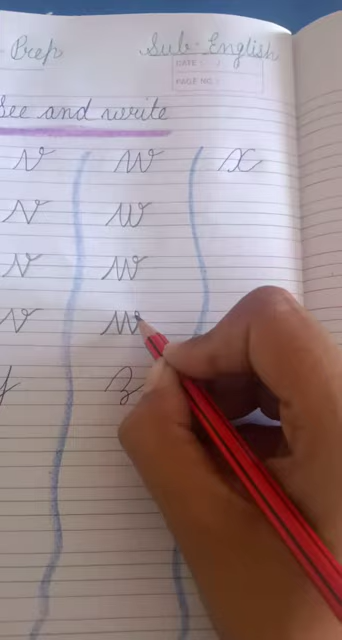 Prep Sub - English
DATE: / /
PAGE NO.:
See and write
v w x
v w
v w
v w
y z